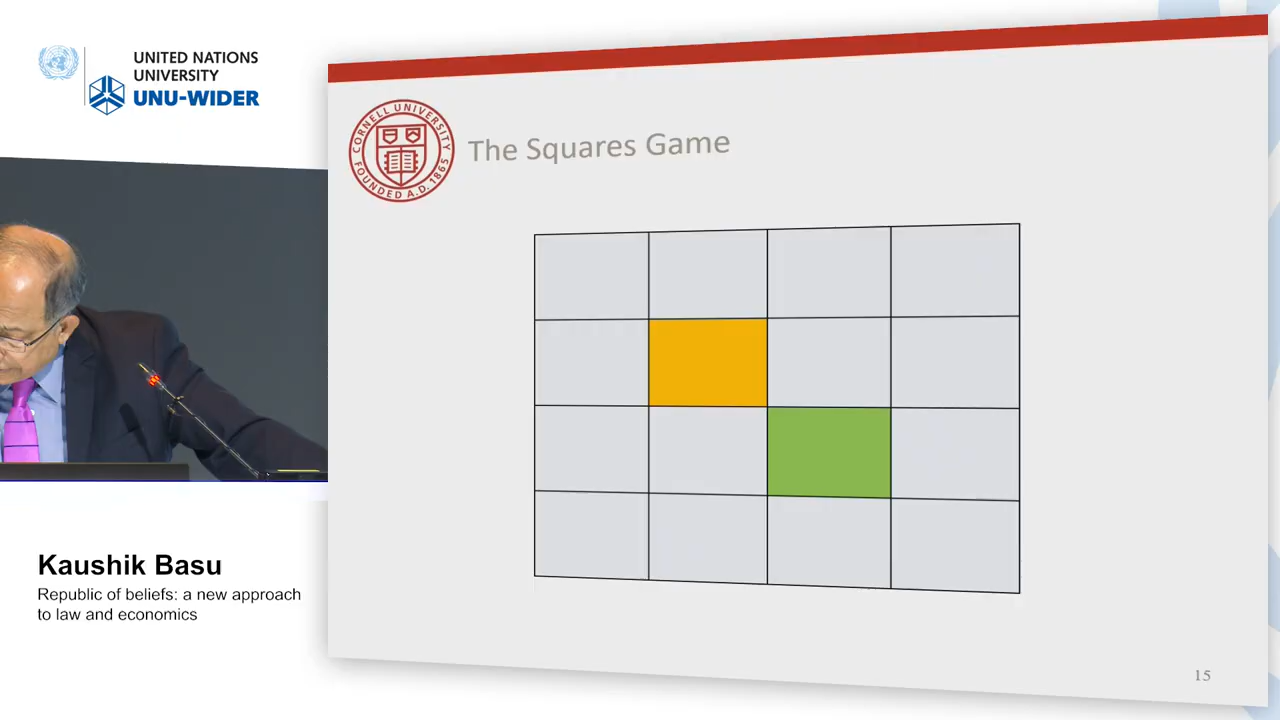 UNITED NATIONS
UNIVERSITY
UNU-WIDER
CORNELL UNIVERSITY
FOUNDED A.D. 1865
The Squares Game
Kaushik Basu
Republic of beliefs: a new approach
to law and economics
15